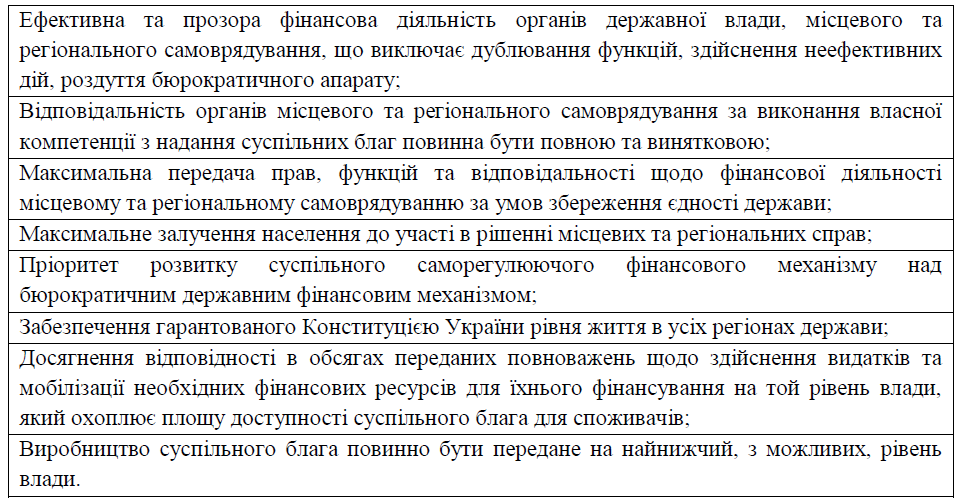 Ефективна та прозора фінансова діяльність органів державної влади, місцевого та
регіонального самоврядування, що виключає дублювання функцій, здійснення неефективних
дій, роздуття бюрократичного апарату;
Відповідальність органів місцевого та регіонального самоврядування за виконання власної
компетенції з надання суспільних благ повинна бути повною та винятковою;
Максимальна передача прав, функцій та відповідальності щодо фінансової діяльності
місцевому та регіональному самоврядуванню за умов збереження єдності держави;
Максимальне залучення населення до участі в рішенні місцевих та регіональних справ;
Пріоритет розвитку суспільного саморегулюючого фінансового механізму над
бюрократичним державним фінансовим механізмом;
Забезпечення гарантованого Конституцією України рівня життя в усіх регіонах держави;
Досягнення відповідності в обсягах переданих повноважень щодо здійснення видатків та
мобілізації необхідних фінансових ресурсів для їхнього фінансування на той рівень влади,
який охоплює площу доступності суспільного блага для споживачів;
Виробництво суспільного блага повинно бути передане на найнижчий, з можливих, рівень
влади.